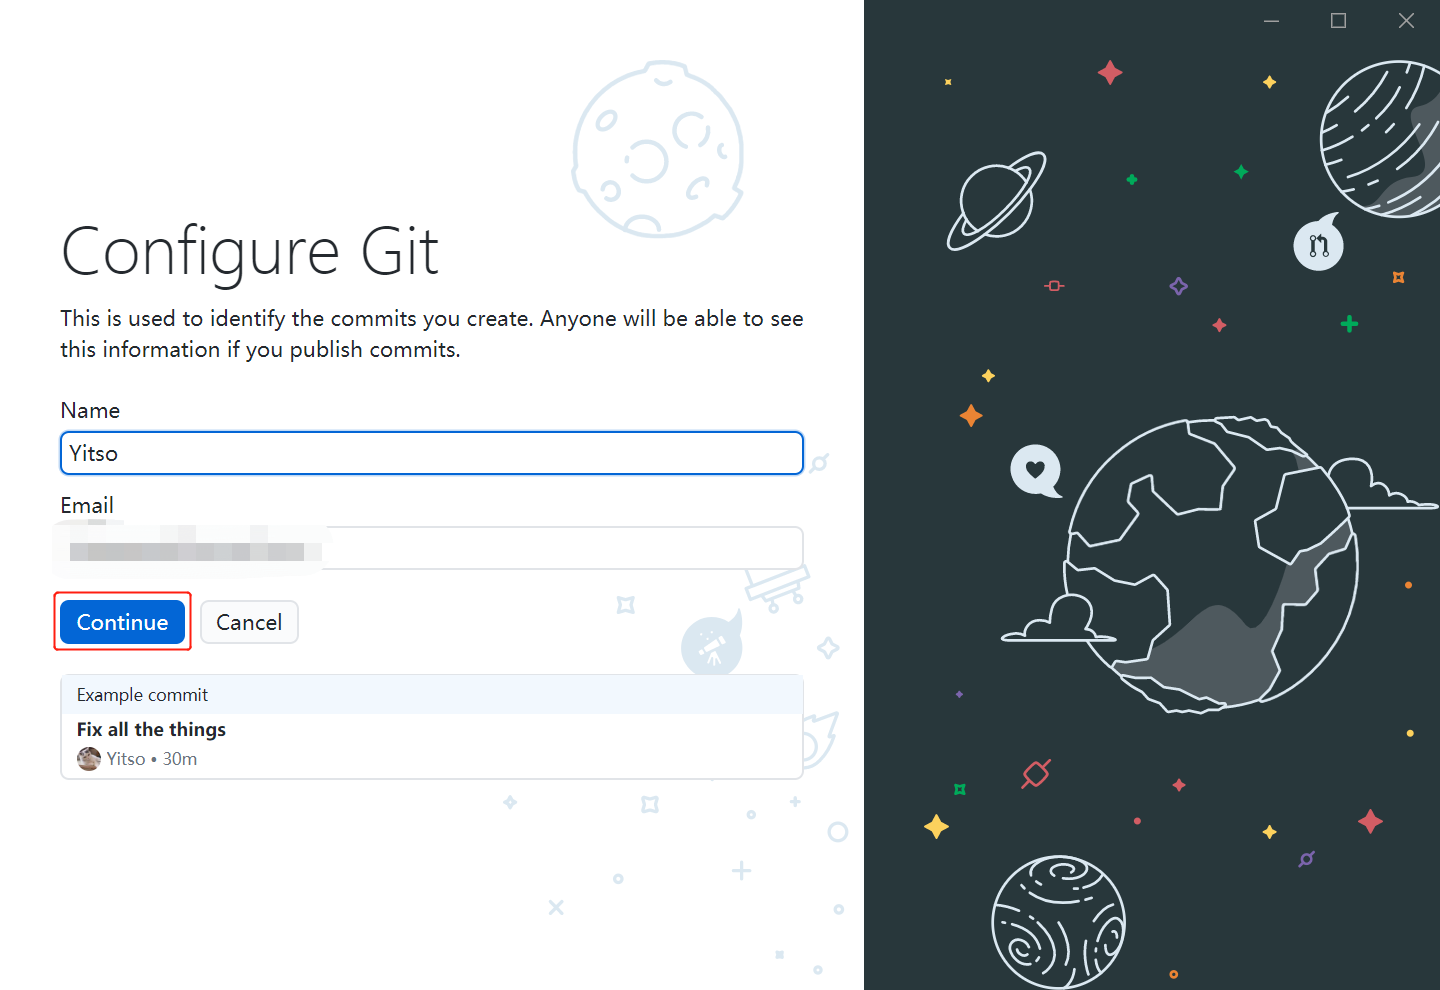 Configure Git
This is used to identify the commits you create. Anyone will be able to see
this information if you publish commits.
Name
Yitso
Email
Continue
Cancel
Example commit
Fix all the things
Yitso • 30m